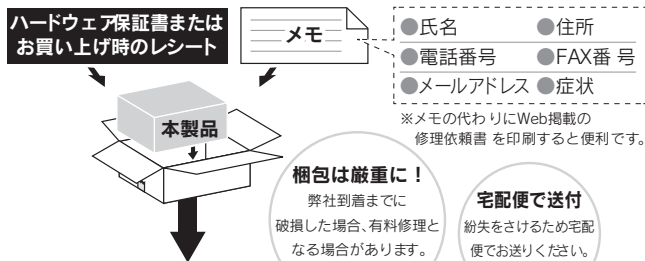 ハードウェア保証書または
お買い上げ時のレシート
メモ
●氏名 ●住所
●電話番号 ●FAX番号
●メールアドレス ●症状
※メモの代わりにWeb掲載の
修理依頼書を印刷すると便利です。
本製品
梱包は厳重に！
弊社到着までに
破損した場合、有料修理と
なる場合があります。
宅配便で送付
紛失をさけるため宅配
便でお送りください。